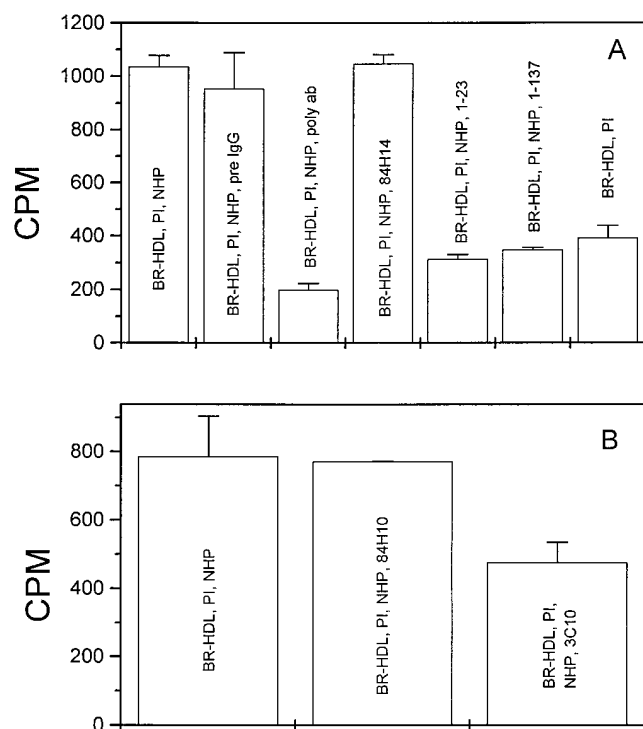 1200
A
1000
800
600
400
200
0
CPM
BR-HDL, PI, NHP
BR-HDL, PI, NHP, pre IgG
BR-HDL, PI, NHP, poly ab
BR-HDL, PI, NHP, 84H14
BR-HDL, PI, NHP, 1-23
BR-HDL, PI, NHP, 1-137
BR-HDL, PI
B
800
600
400
200
0
CPM
BR-HDL, PI, NHP
BR-HDL, PI, NHP, 84H10
BR-HDL, PI,
NHP, 3C10